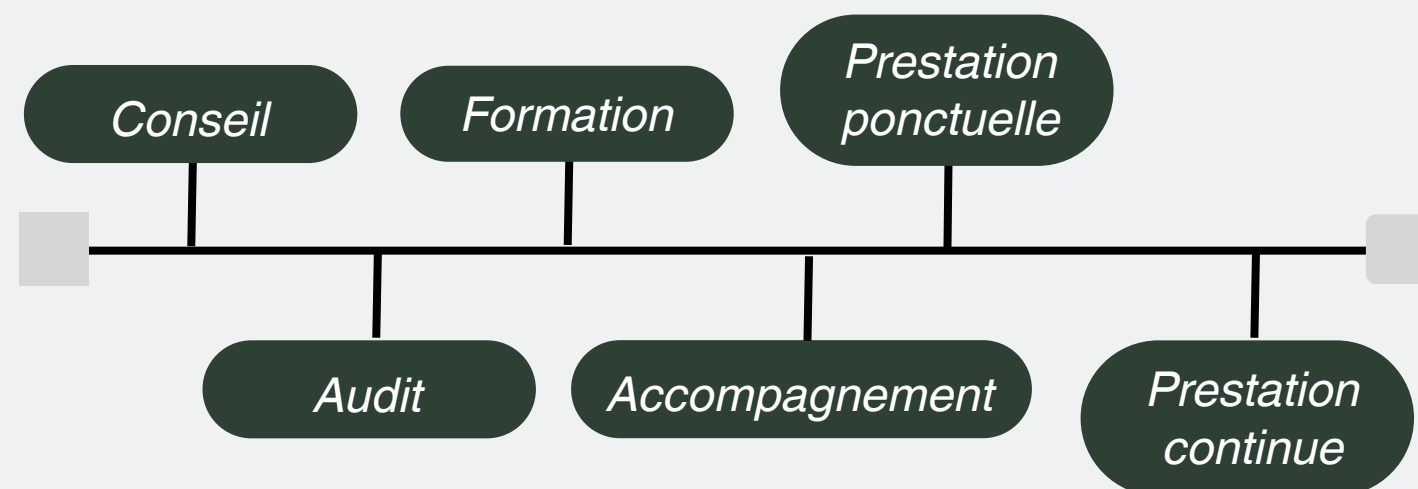 Conseil
Formation
Prestation
ponctuelle
Audit
Accompagnement
Prestation
continue